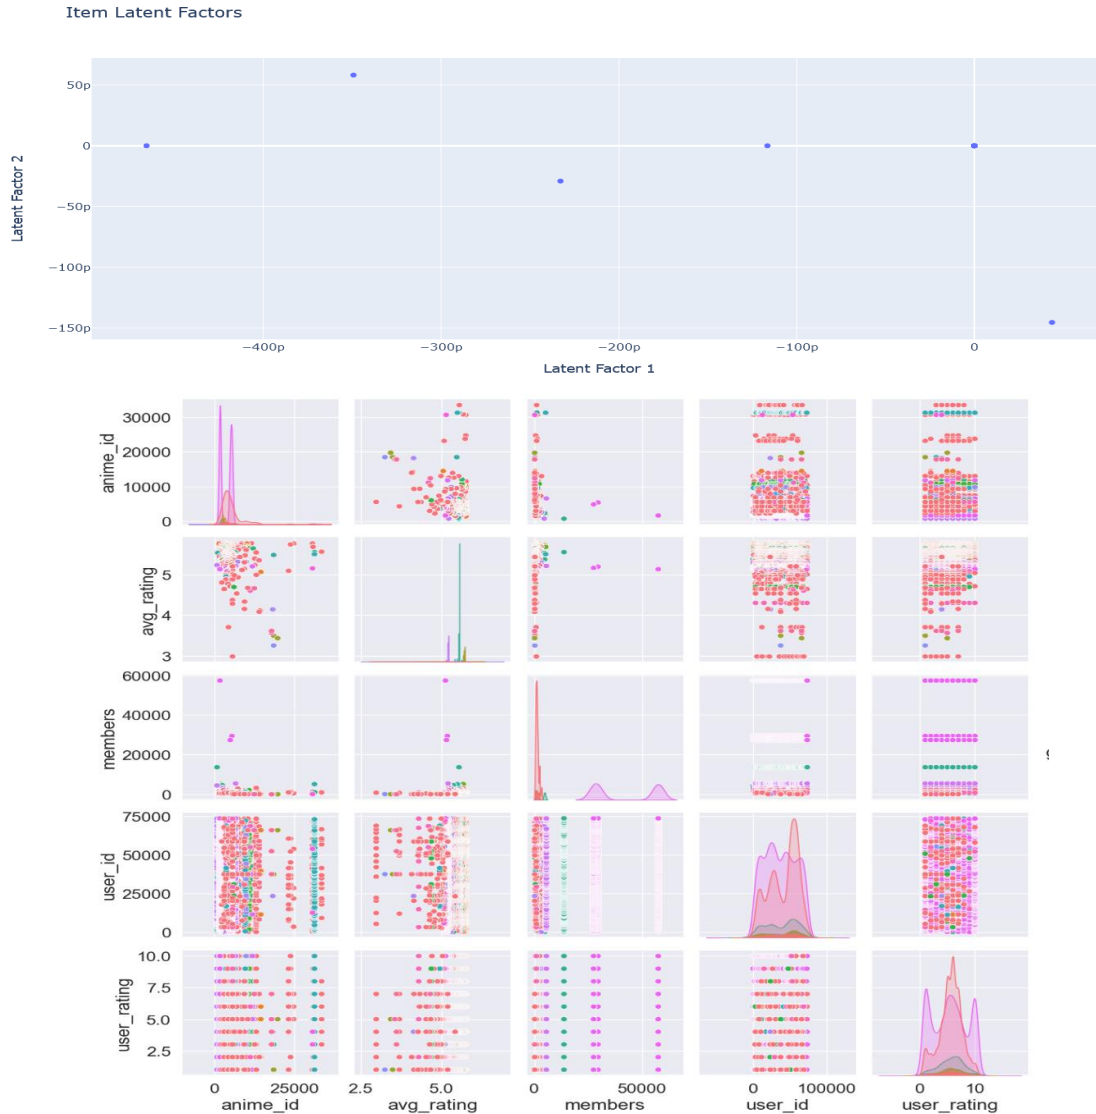 Item Latent Factors
50p
0
−50p
−100p
−150p
Latent Factor 2
−400p
−300p
−200p
−100p
0
Latent Factor 1
anime_id
30000
20000
10000
0
avg_rating
5
4
3
members
60000
40000
20000
0
user_id
75000
50000
25000
0
user_rating
10.0
7.5
5.0
2.5
0 25000 2.5 5.0 0 50000 0 100000 0 10
anime_id avg_rating members user_id user_rating